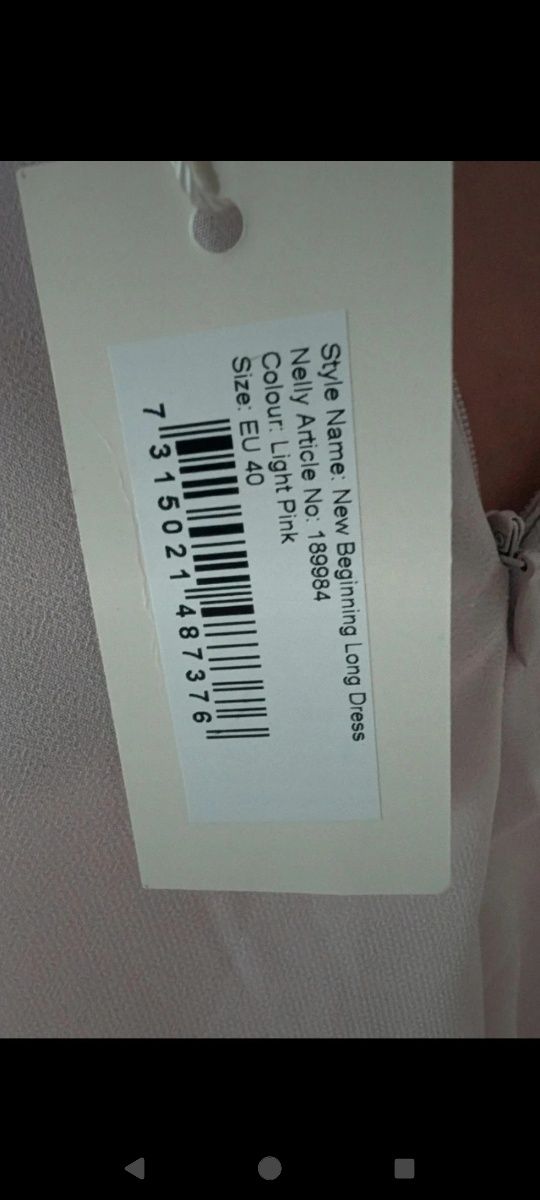 Style Name: New Beginning Long Dress
Nelly Article No: 189984
Colour: Light Pink
Size: EU 40
7 315021 487376